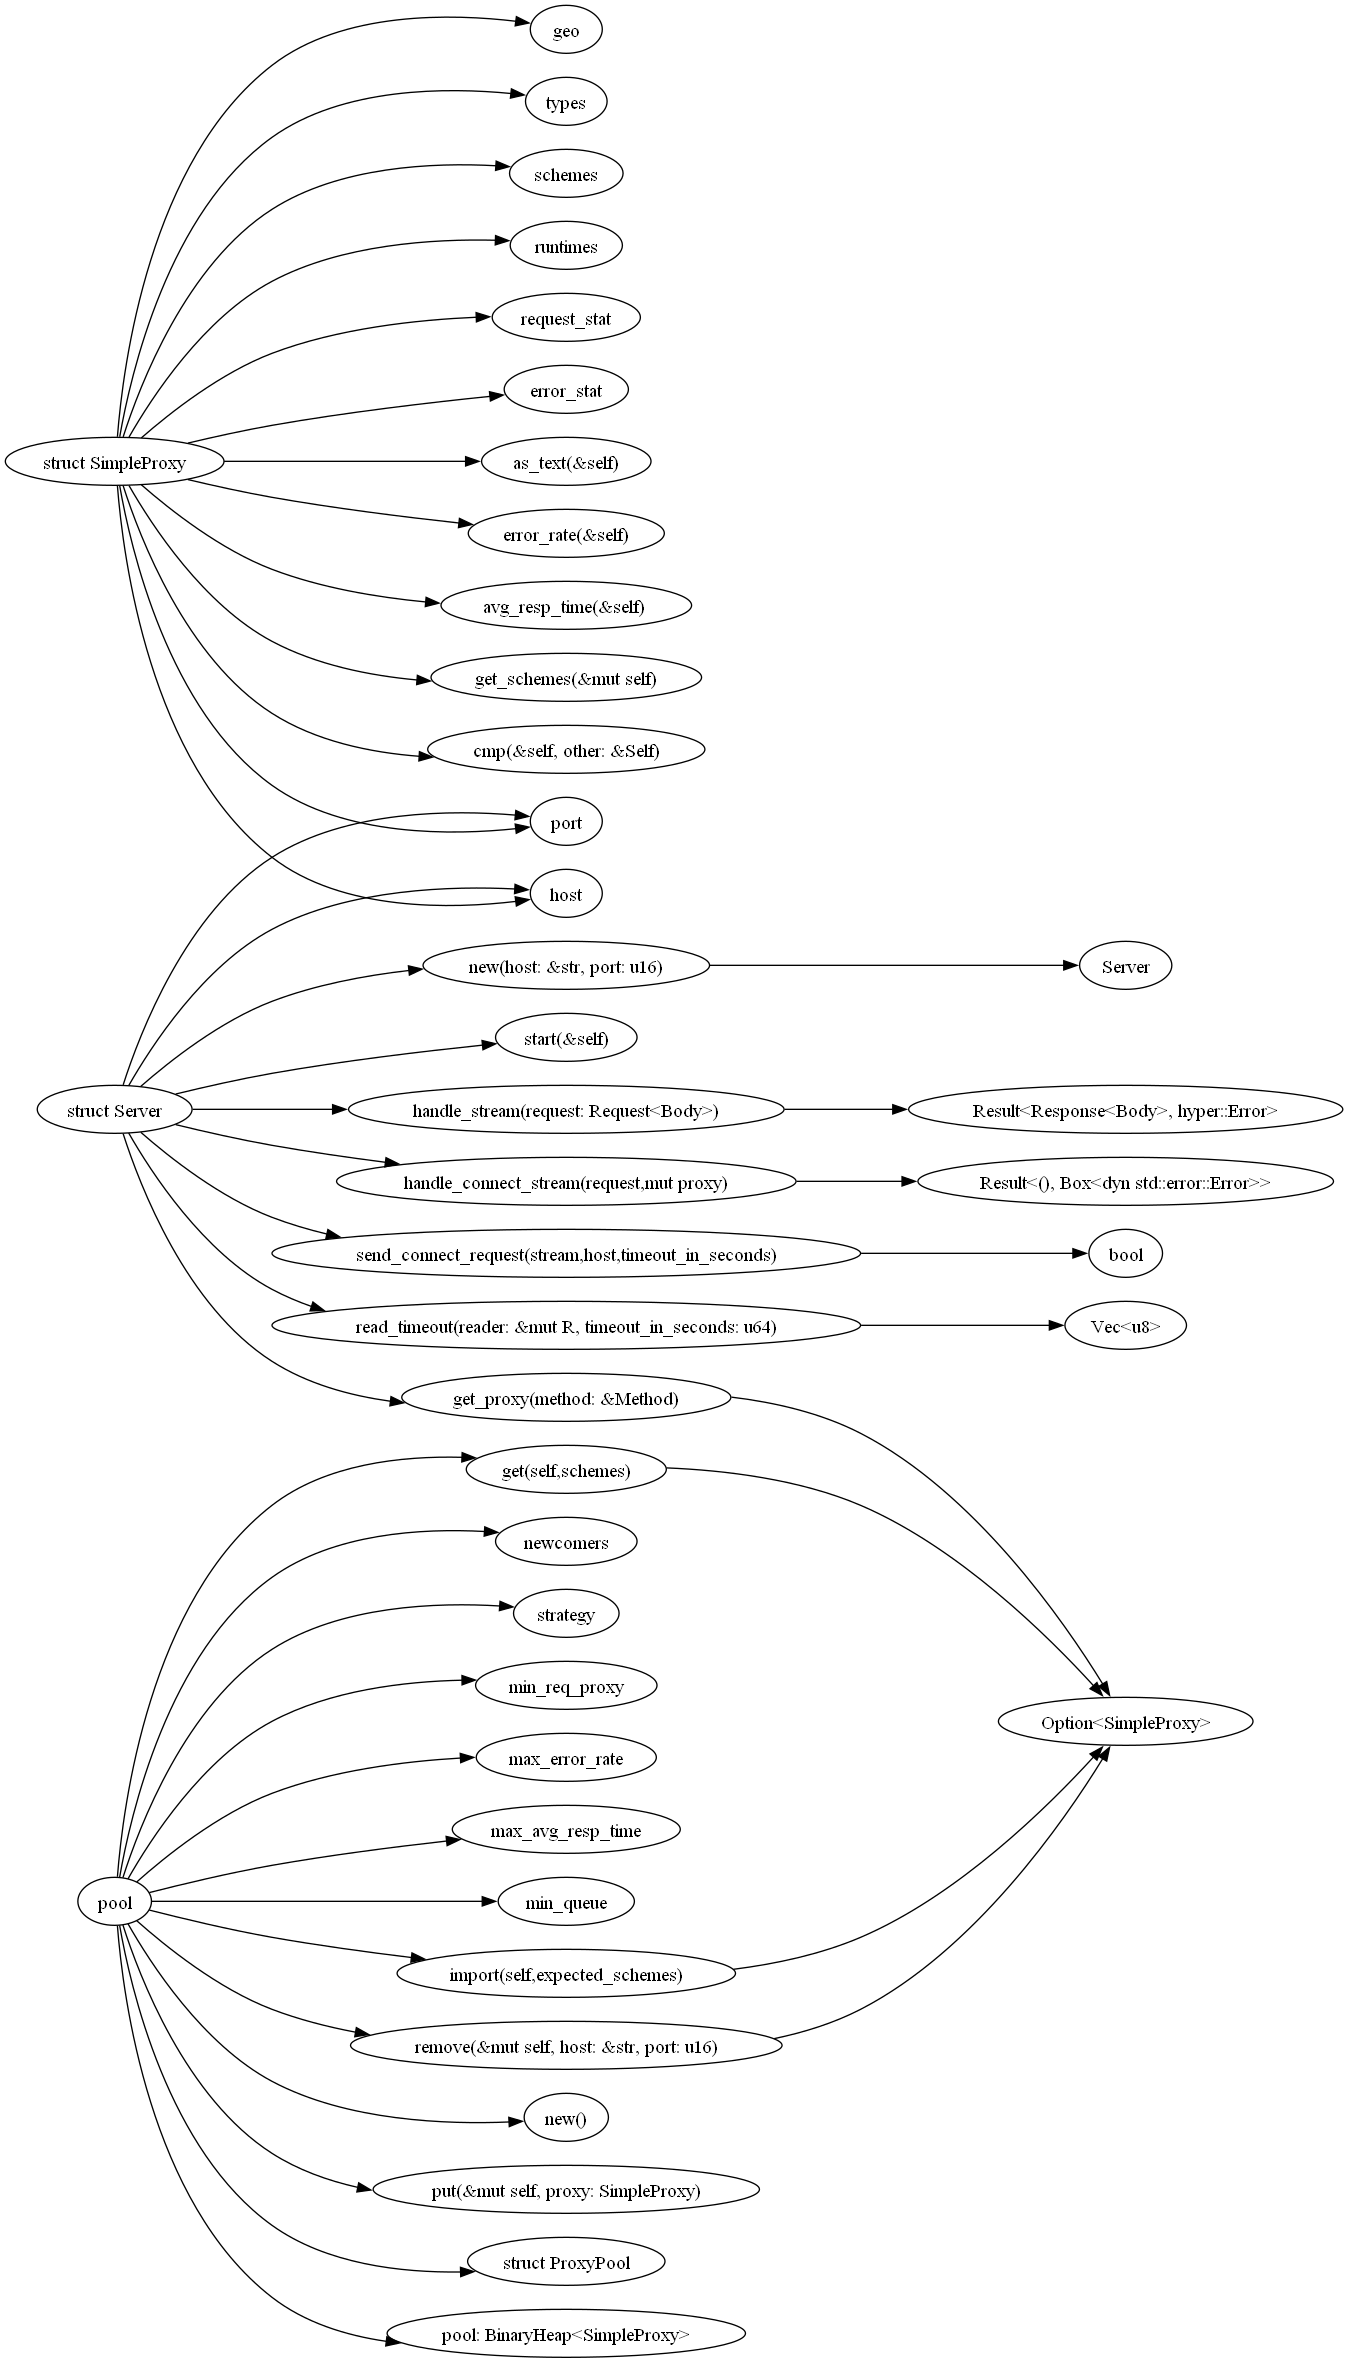 geo
types
schemes
runtimes
request_stat
error_stat
struct SimpleProxy
as_text(&self)
error_rate(&self)
avg_resp_time(&self)
get_schemes(&mut self)
cmp(&self, other: &Self)
port
host
new(host: &str, port: u16)
Server
start(&self)
struct Server
handle_stream(request: Request<Body>)
Result<Response<Body>, hyper::Error>
handle_connect_stream(request,mut proxy)
Result<(), Box<dyn std::error::Error>>
send_connect_request(stream,host,timeout_in_seconds)
bool
read_timeout(reader: &mut R, timeout_in_seconds: u64)
Vec<u8>
get_proxy(method: &Method)
get(self,schemes)
newcomers
strategy
min_req_proxy
Option<SimpleProxy>
max_error_rate
max_avg_resp_time
pool
min_queue
import(self,expected_schemes)
remove(&mut self, host: &str, port: u16)
new()
put(&mut self, proxy: SimpleProxy)
struct ProxyPool
pool: BinaryHeap<SimpleProxy>